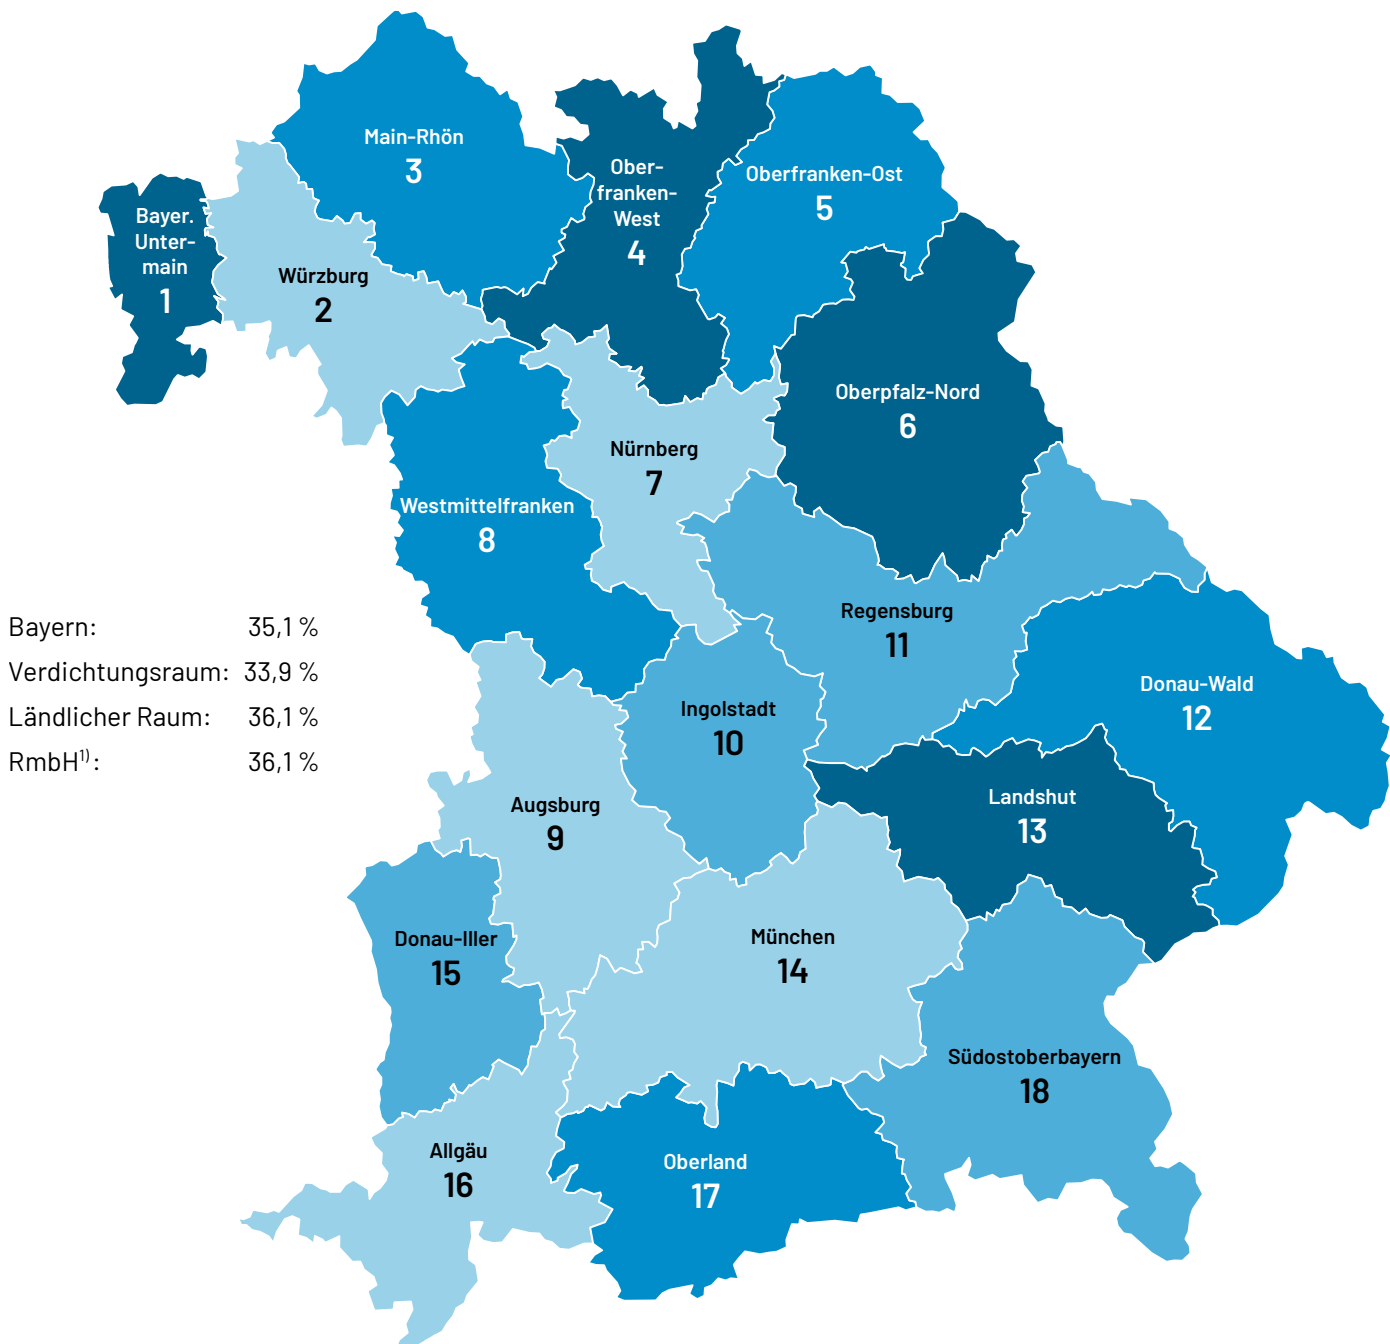 Main-Rhön
3
Ober-
franken-
West
4
Oberfranken-Ost
5
Bayer.
Unter-
main
1
Würzburg
2
Oberpfalz-Nord
6
Nürnberg
7
Westmittelfranken
8
Regensburg
11
Bayern: 35,1 %
Verdichtungsraum: 33,9 %
Ländlicher Raum: 36,1 %
RmbH¹⁾: 36,1 %
Donau-Wald
12
Ingolstadt
10
Landshut
13
Augsburg
9
Donau-Iller
15
München
14
Südostoberbayern
18
Allgäu
16
Oberland
17